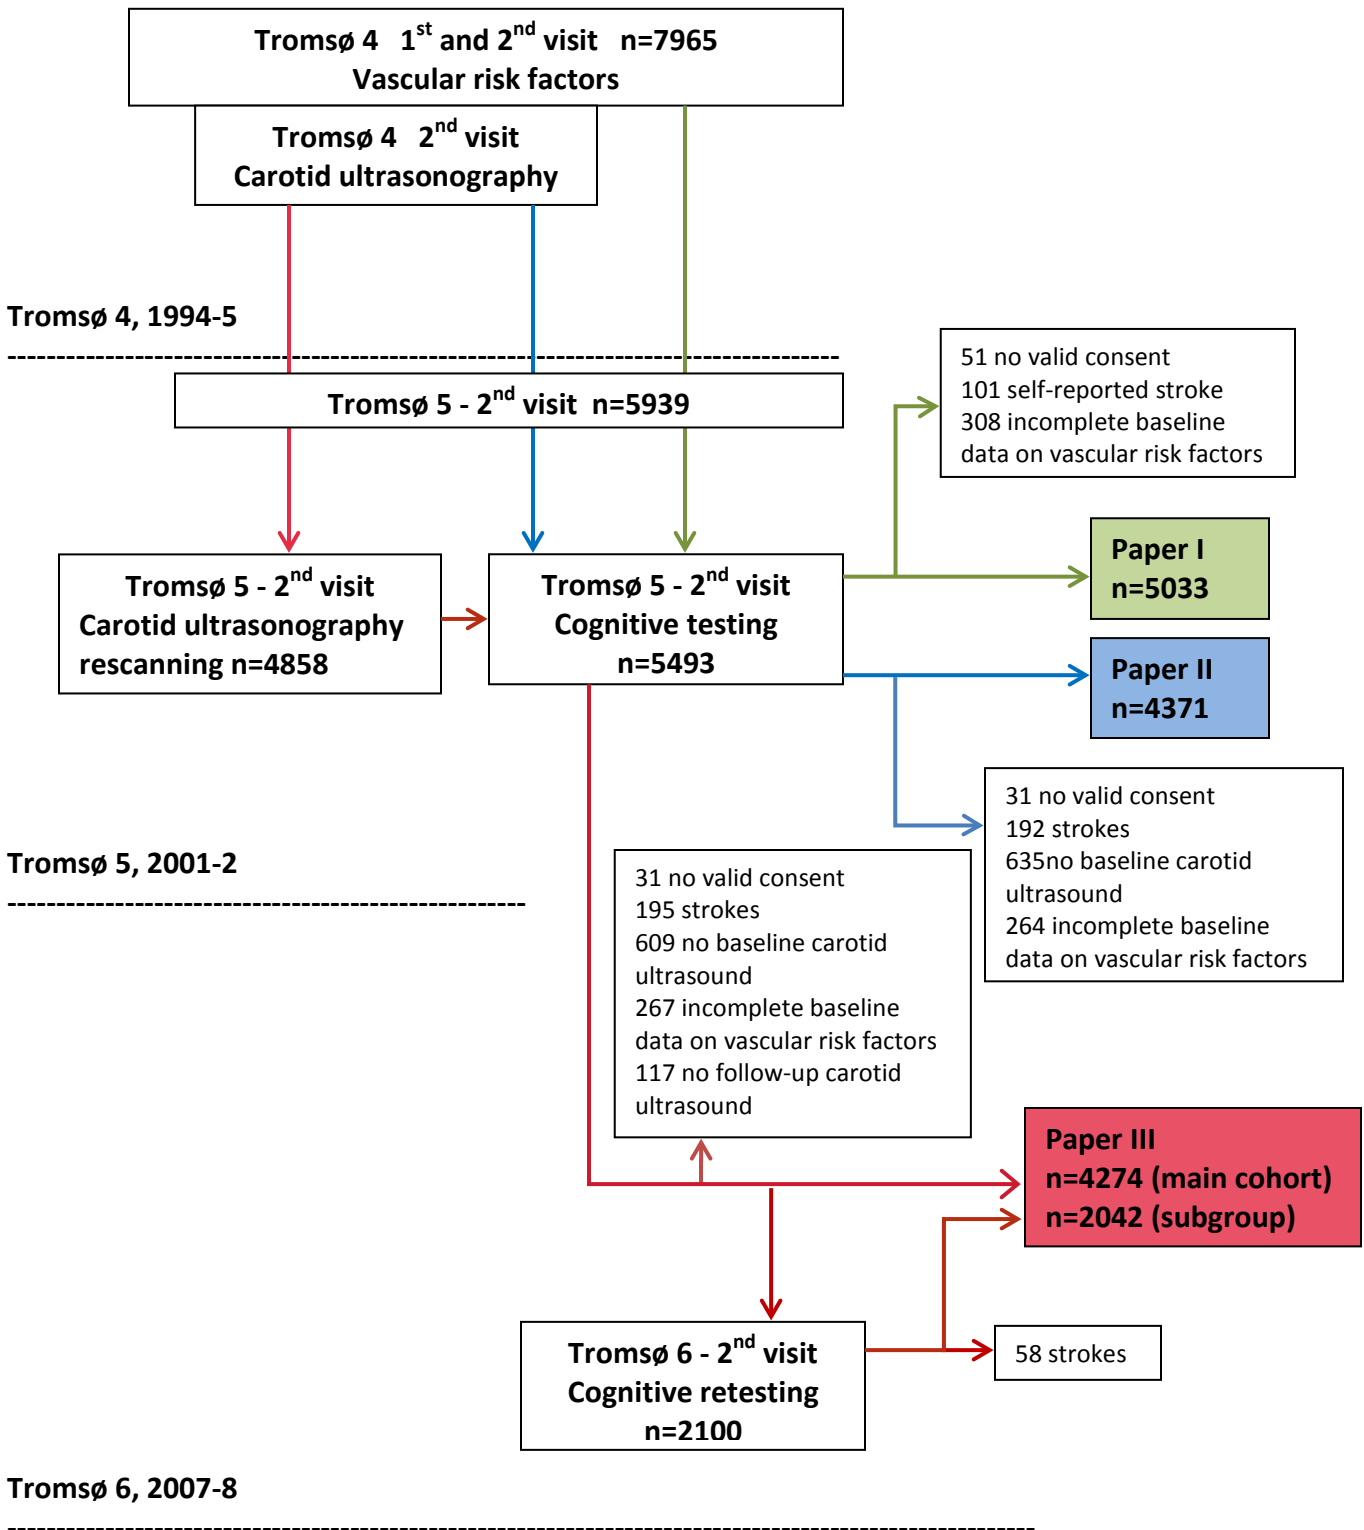 Tromsø 4 1st and 2nd visit n=7965
Vascular risk factors
Tromsø 4 2nd visit
Carotid ultrasonography
Tromsø 4, 1994-5
51 no valid consent
101 self-reported stroke
308 incomplete baseline
data on vascular risk factors
Tromsø 5 - 2nd visit n=5939
Paper I
n=5033
Tromsø 5 - 2nd visit
Carotid ultrasonography
rescanning n=4858
Tromsø 5 - 2nd visit
Cognitive testing
n=5493
Paper II
n=4371
31 no valid consent
192 strokes
635no baseline carotid
ultrasound
264 incomplete baseline
data on vascular risk factors
Tromsø 5, 2001-2
31 no valid consent
195 strokes
609 no baseline carotid
ultrasound
267 incomplete baseline
data on vascular risk factors
117 no follow-up carotid
ultrasound
Paper III
n=4274 (main cohort)
n=2042 (subgroup)
Tromsø 6 - 2nd visit
Cognitive retesting
n=2100
58 strokes
Tromsø 6, 2007-8